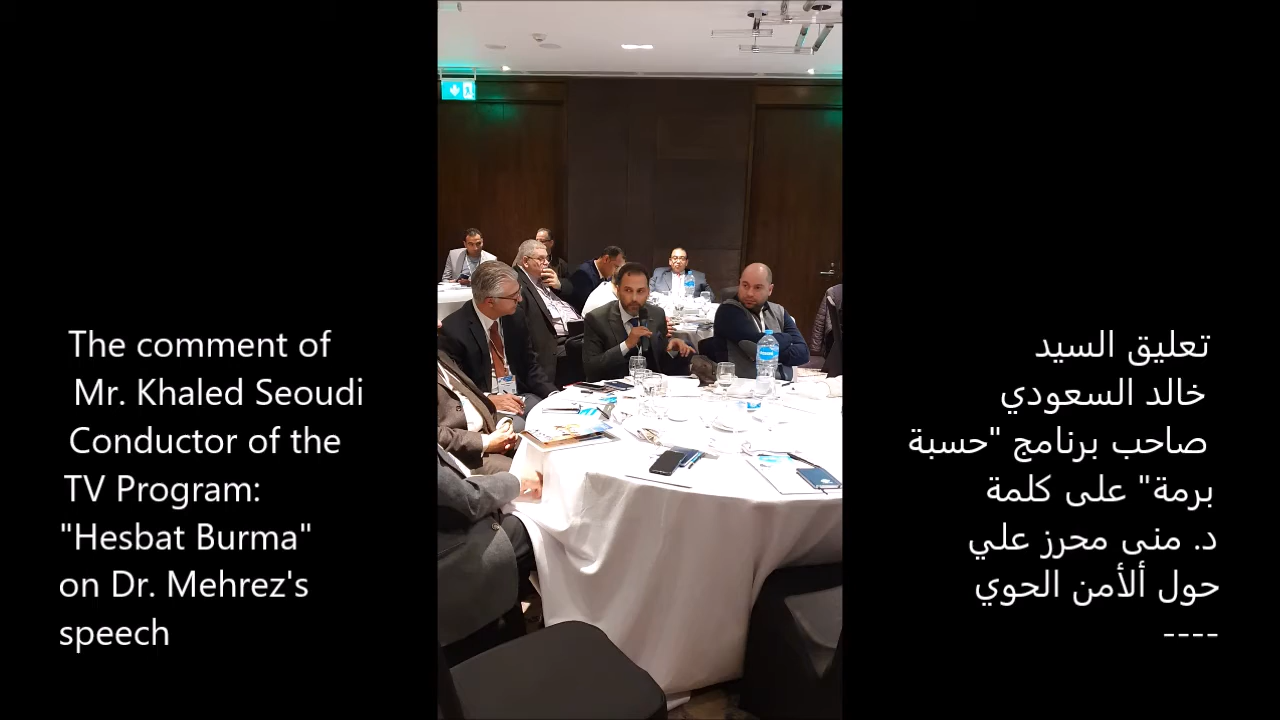 The comment of
Mr. Khaled Seoudi
Conductor of the
TV Program:
"Hesbat Burma"
on Dr. Mehrez's
speech
تعليق السيد
خالد السعودي
صاحب برنامج "حسبة
برمة" على كلمة
د. منى محرز علي
حول ألأمن الحوي
----